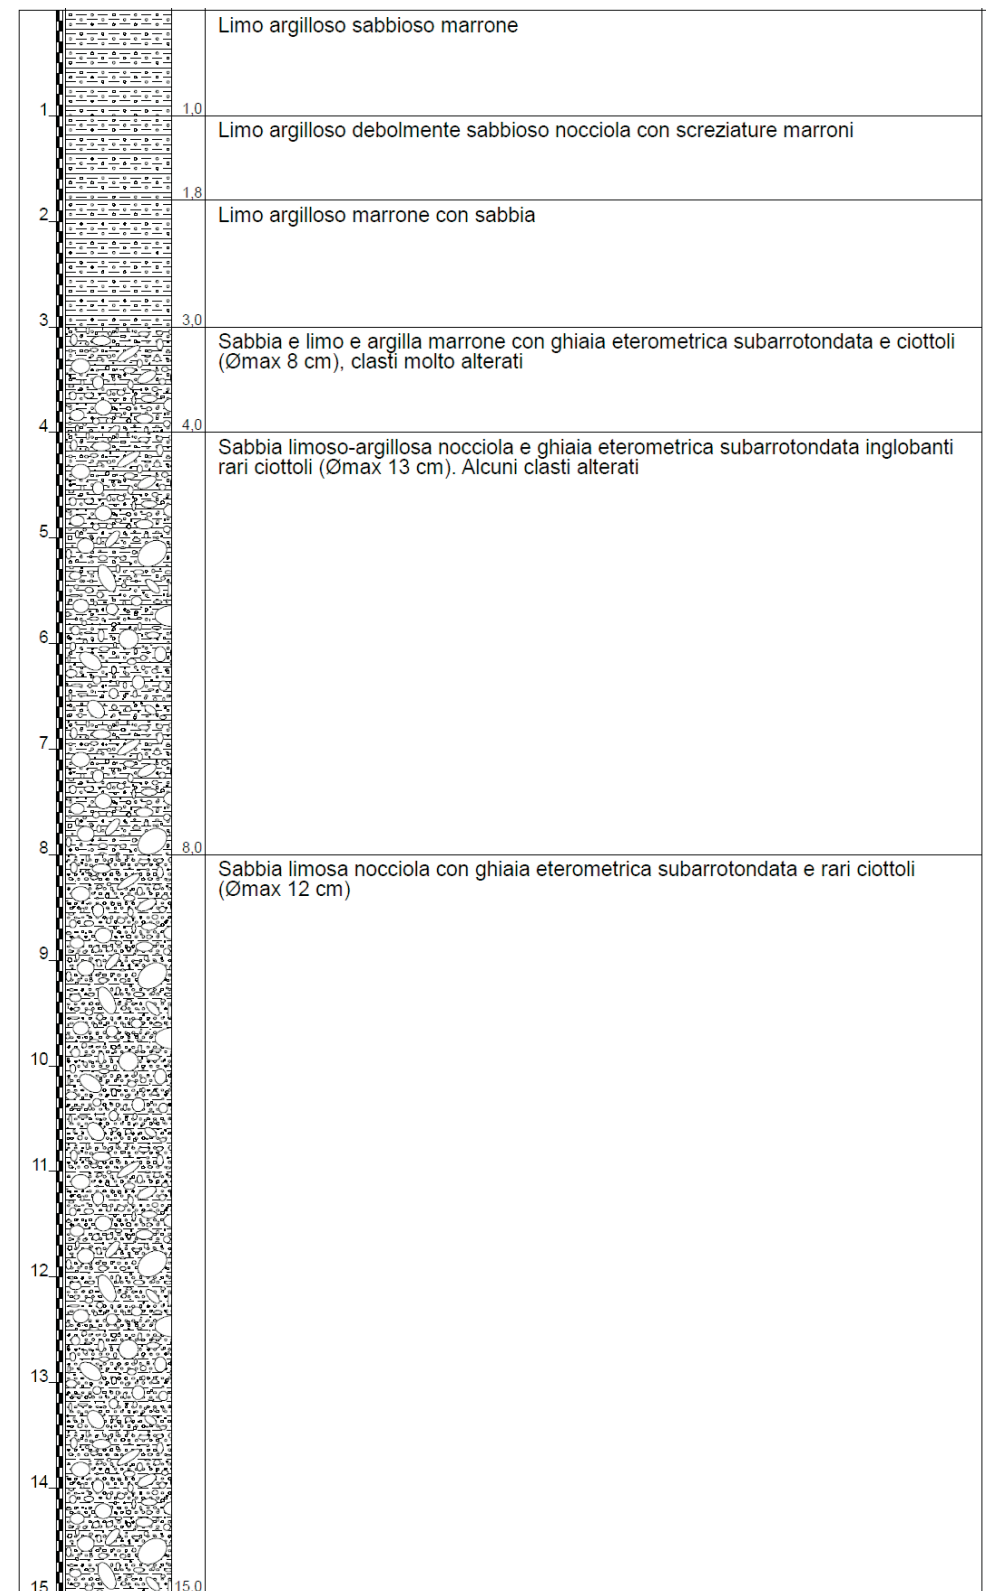 Limo argilloso sabbioso marrone
1
1,0
Limo argilloso debolmente sabbioso nocciola con screziature marroni
1,8
2
Limo argilloso marrone con sabbia
3
3,0
Sabbia e limo e argilla marrone con ghiaia eterometrica subarrotondata e ciottoli
(Ømax 8 cm), clasti molto alterati
4
4,0
Sabbia limoso-argillosa nocciola e ghiaia eterometrica subarrotondata inglobanti
rari ciottoli (Ømax 13 cm). Alcuni clasti alterati
5
6
7
8
8,0
Sabbia limosa nocciola con ghiaia eterometrica subarrotondata e rari ciottoli
(Ømax 12 cm)
9
10
11
12
13
14
15
15,0